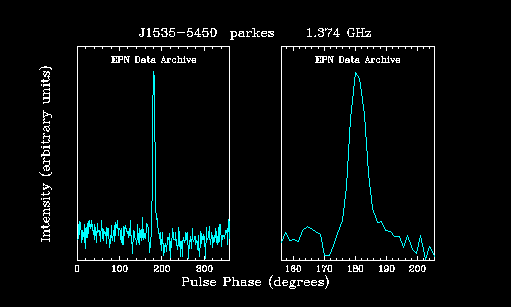 J1535-5450 parkes 1.374 GHz
EPN Data Archive
EPN Data Archive
Intensity (arbitrary units)
0 100 200 300
160 170 180 190 200
Pulse Phase (degrees)